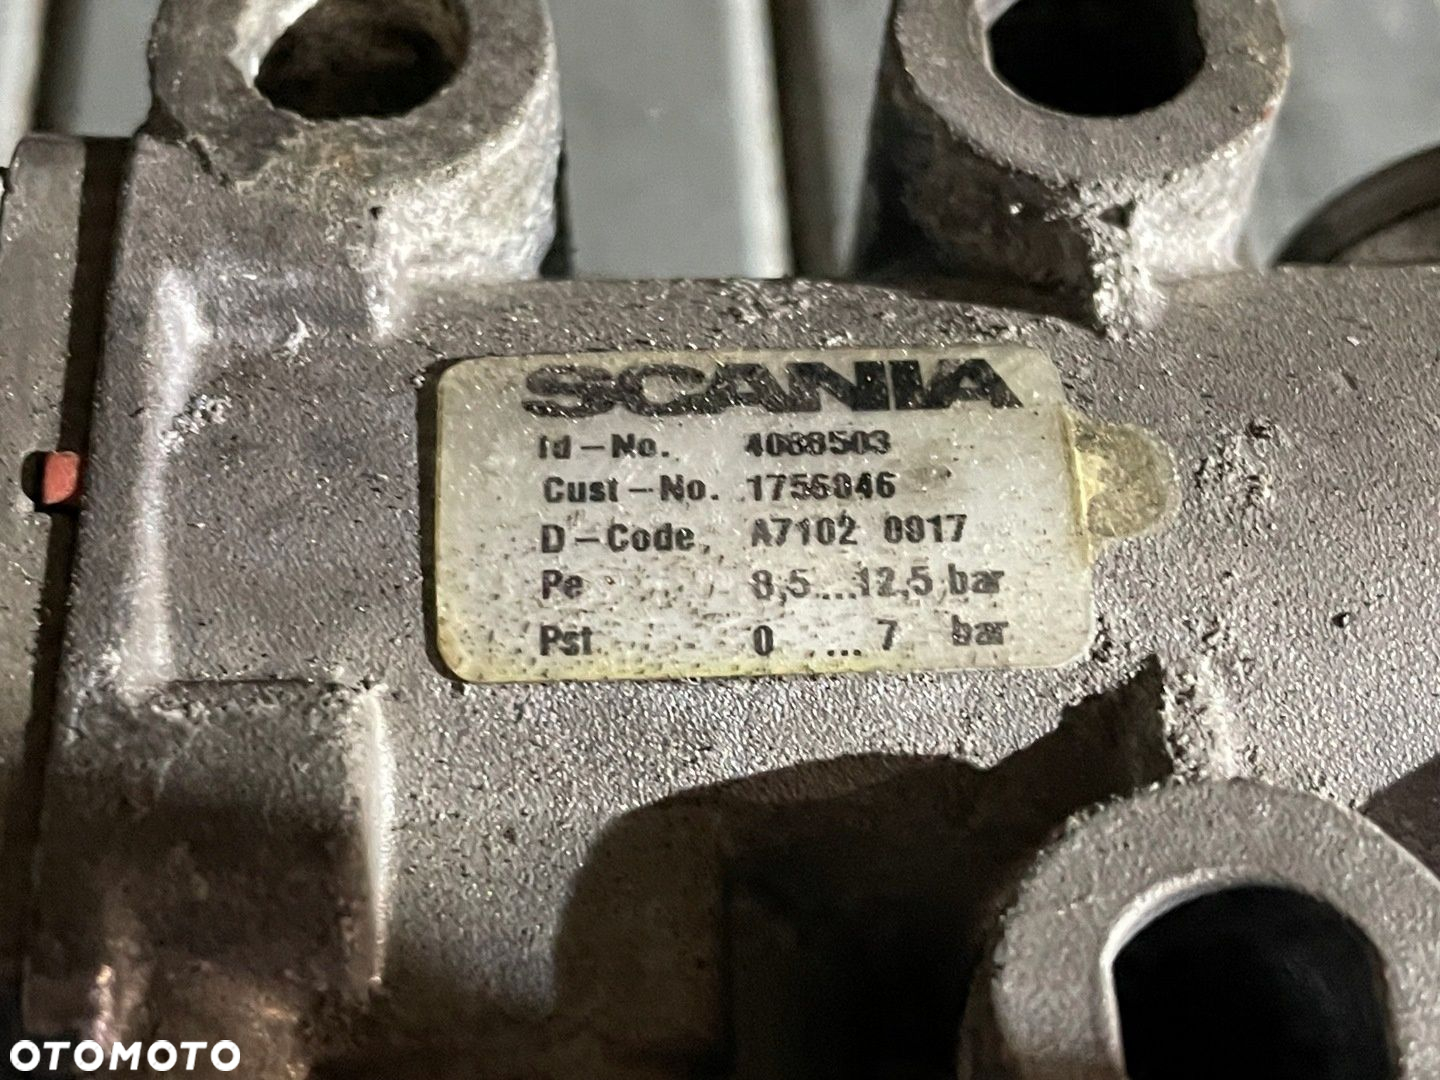 SCANIA
Id-No. 4088503
Cust-No. 1756046
D-Code. A7102 0917
Pe 8,5...12,5 bar
Pst 0 ...7 bar
OTOMOTO